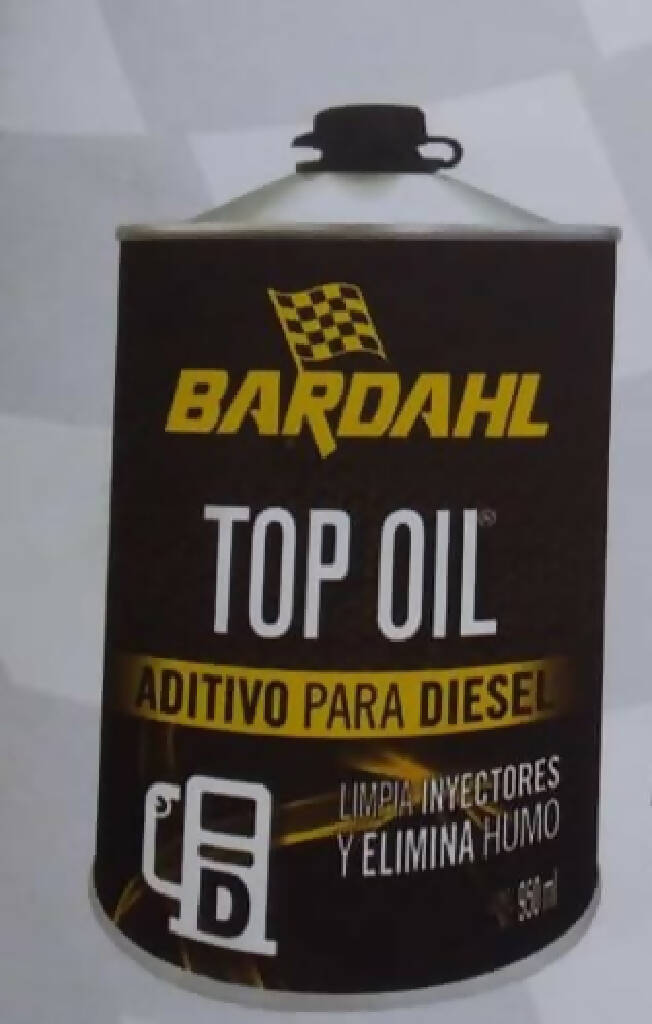 BARDAHL
TOP OIL®
ADITIVO PARA DIESEL
LIMPIA INYECTORES
Y ELIMINA HUMO
D
950 ml